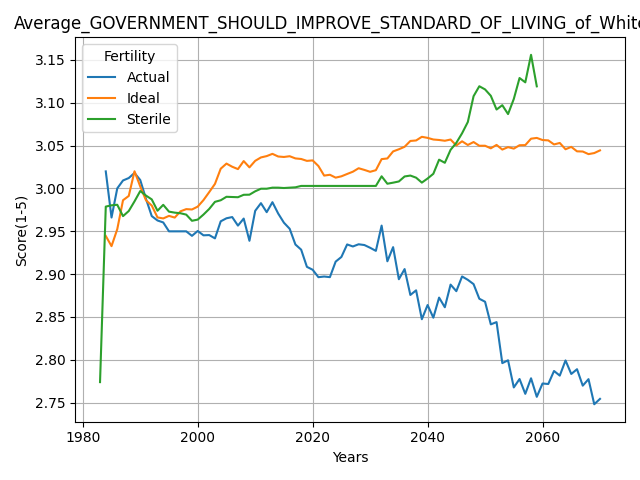 Average_GOVERNMENT_SHOULD_IMPROVE_STANDARD_OF_LIVING_of_White
Fertility
Actual
Ideal
Sterile
3.15
3.10
3.05
3.00
2.95
2.90
2.85
2.80
2.75
Score(1-5)
1980
2000
2020
2040
2060
Years